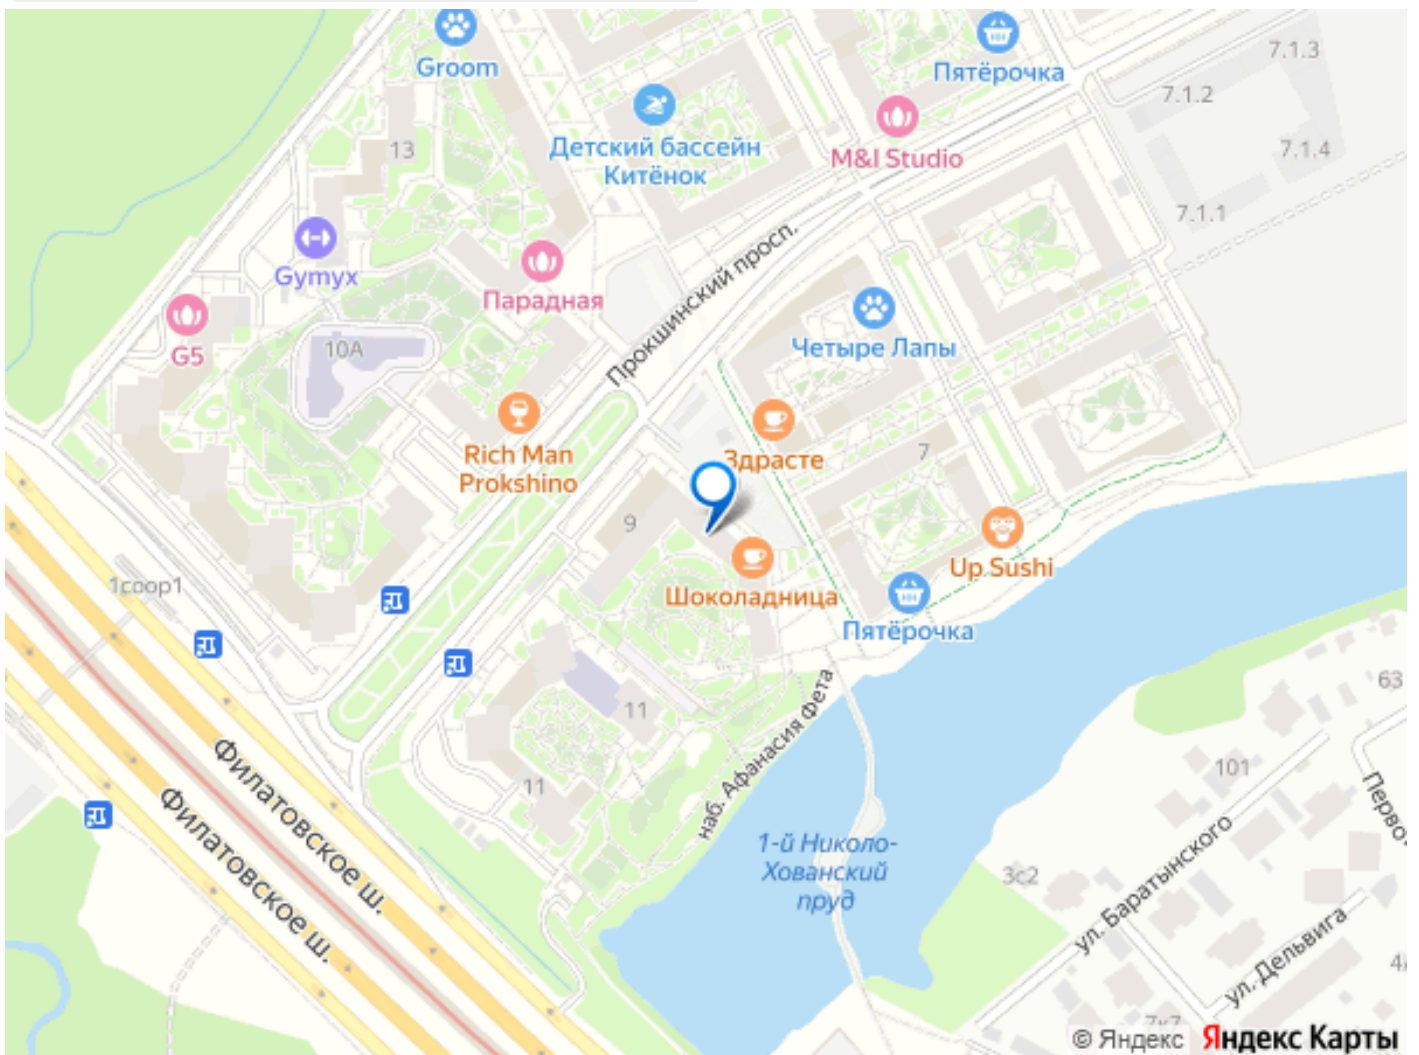 Groom
Пятёрочка
7.1.3
7.1.2
Детский бассейн
Китёнок
M&I Studio
13
7.1.4
7.1.1
Gymyx
Парадная
Прокшинский просп.
G5
10А
Четыре Лапы
Rich Man
Prokshino
Здрасте
7
9
Up Sushi
1соор1
Шоколадница
Пятёрочка
11
наб. Афанасия Фета
63
11
101
Филатовское ш.
Филатовское ш.
1-й Николо-
Хованский
пруд
3с2
ул. Баратынского
ул. Дельвига
© Яндекс Яндекс Карты